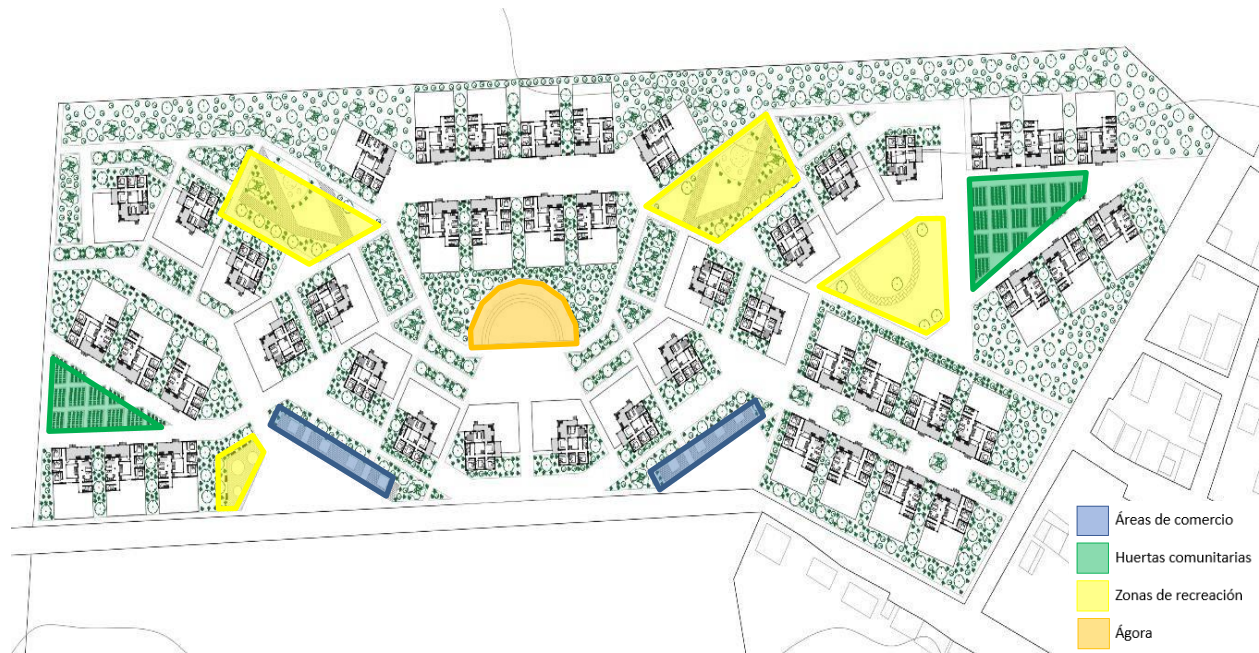 Áreas de comercio
Huertas comunitarias
Zonas de recreación
Ágora